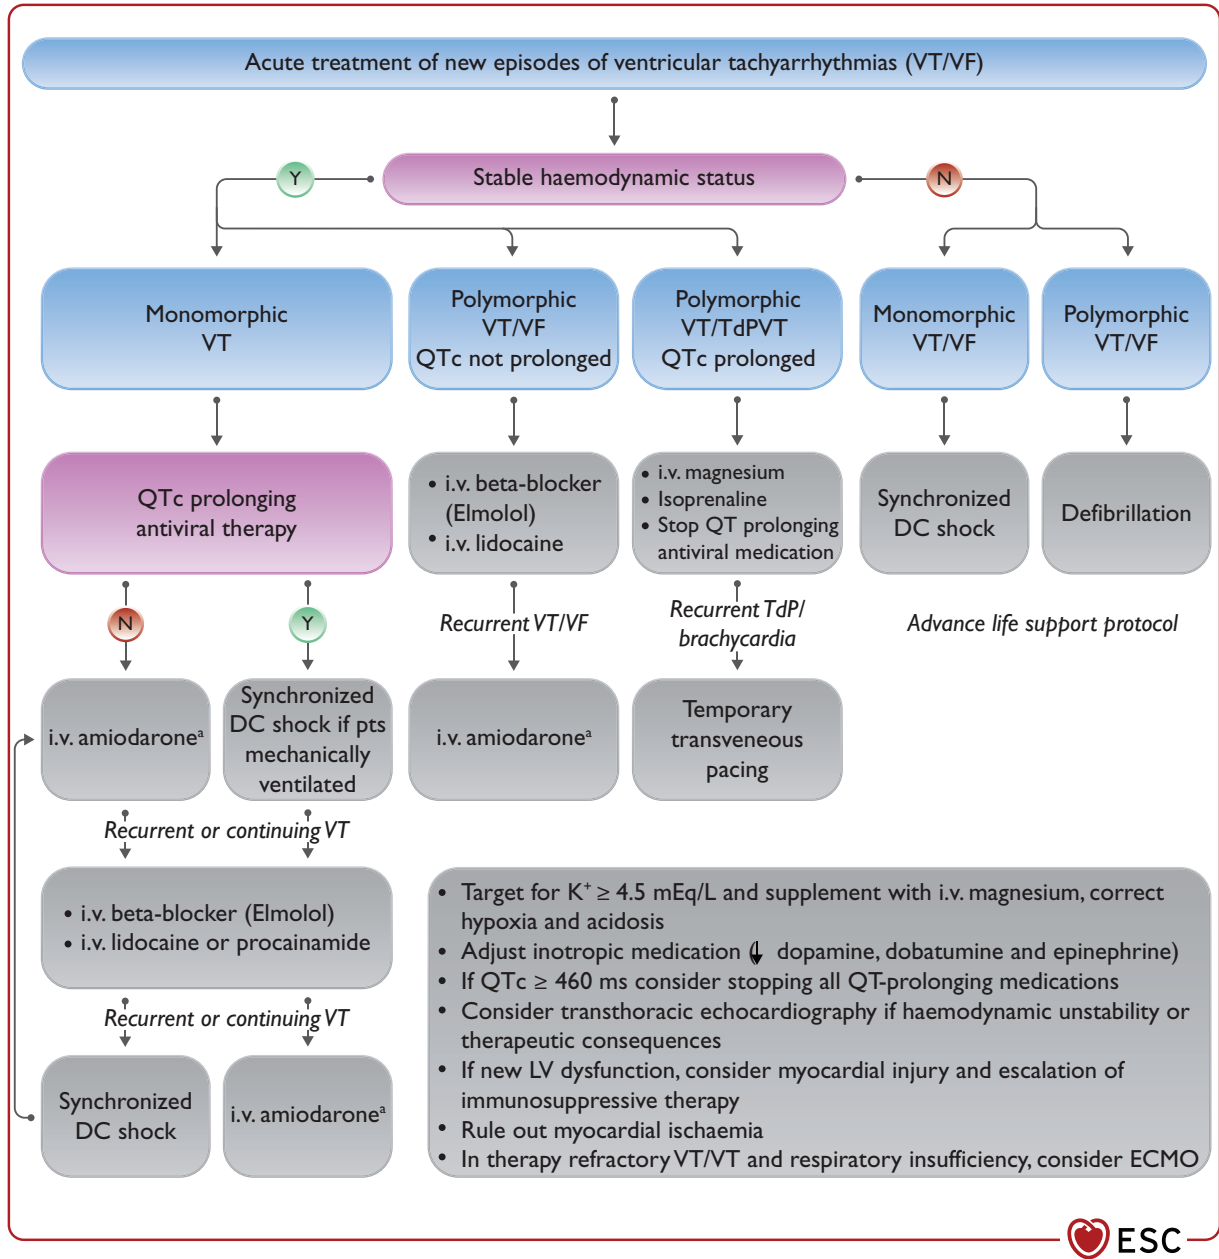 Acute treatment of new episodes of ventricular tachyarrhythmias (VT/VF)
Stable haemodynamic status
Y
N
Monomorphic
VT
Polymorphic
VT/VF
QTc not prolonged
Polymorphic
VT/TdPVT
QTc prolonged
Monomorphic
VT/VF
Polymorphic
VT/VF
QTc prolonging
antiviral therapy
• i.v. beta-blocker
(Elmolol)
• i.v. lidocaine
• i.v. magnesium
• Isoprenaline
• Stop QT prolonging
antiviral medication
Synchronized
DC shock
Defibrillation
N
Y
Recurrent VT/VF
Recurrent TdP/
brachycardia
Advance life support protocol
i.v. amiodaroneᵃ
Synchronized
DC shock if pts
mechanically
ventilated
i.v. amiodaroneᵃ
Temporary
transveneous
pacing
Recurrent or continuing VT
• i.v. beta-blocker (Elmolol)
• i.v. lidocaine or procainamide
Recurrent or continuing VT
Synchronized
DC shock
i.v. amiodaroneᵃ
• Target for K⁺ ≥ 4.5 mEq/L and supplement with i.v. magnesium, correct
hypoxia and acidosis
• Adjust inotropic medication (↓ dopamine, dobatumine and epinephrine)
• If QTc ≥ 460 ms consider stopping all QT-prolonging medications
• Consider transthoracic echocardiography if haemodynamic unstability or
therapeutic consequences
• If new LV dysfunction, consider myocardial injury and escalation of
immunosuppressive therapy
• Rule out myocardial ischaemia
• In therapy refractory VT/VT and respiratory insufficiency, consider ECMO
ESC